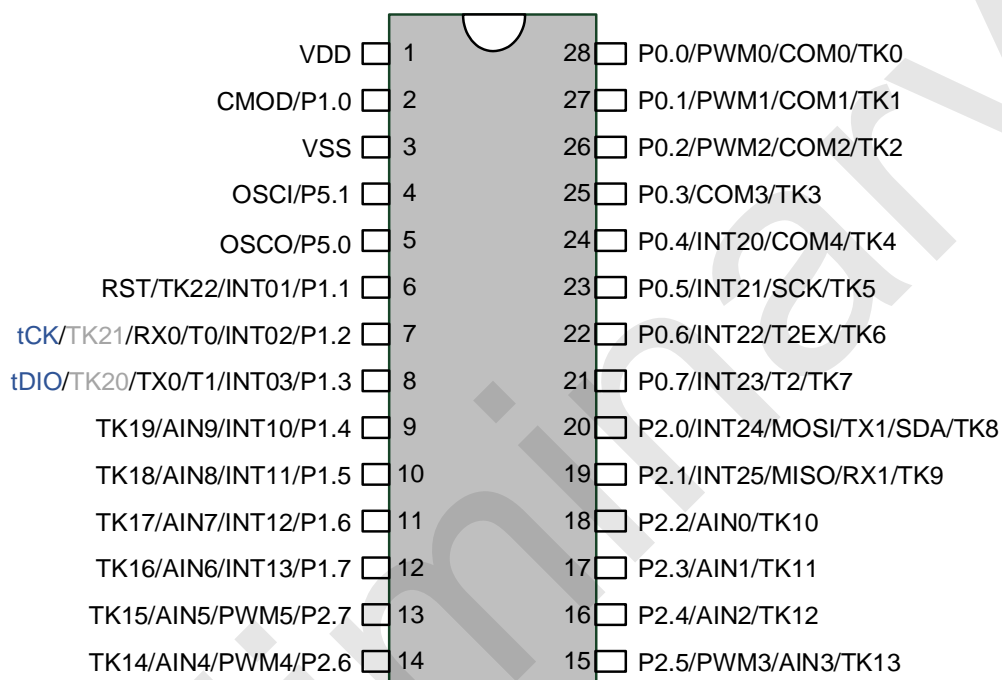 VDD 1 28 P0.0/PWM0/COM0/TK0
CMOD/P1.0 2 27 P0.1/PWM1/COM1/TK1
VSS 3 26 P0.2/PWM2/COM2/TK2
OSCI/P5.1 4 25 P0.3/COM3/TK3
OSCO/P5.0 5 24 P0.4/INT20/COM4/TK4
RST/TK22/INT01/P1.1 6 23 P0.5/INT21/SCK/TK5
tCK/TK21/RX0/T0/INT02/P1.2 7 22 P0.6/INT22/T2EX/TK6
tDIO/TK20/TX0/T1/INT03/P1.3 8 21 P0.7/INT23/T2/TK7
TK19/AIN9/INT10/P1.4 9 20 P2.0/INT24/MOSI/TX1/SDA/TK8
TK18/AIN8/INT11/P1.5 10 19 P2.1/INT25/MISO/RX1/TK9
TK17/AIN7/INT12/P1.6 11 18 P2.2/AIN0/TK10
TK16/AIN6/INT13/P1.7 12 17 P2.3/AIN1/TK11
TK15/AIN5/PWM5/P2.7 13 16 P2.4/AIN2/TK12
TK14/AIN4/PWM4/P2.6 14 15 P2.5/PWM3/AIN3/TK13